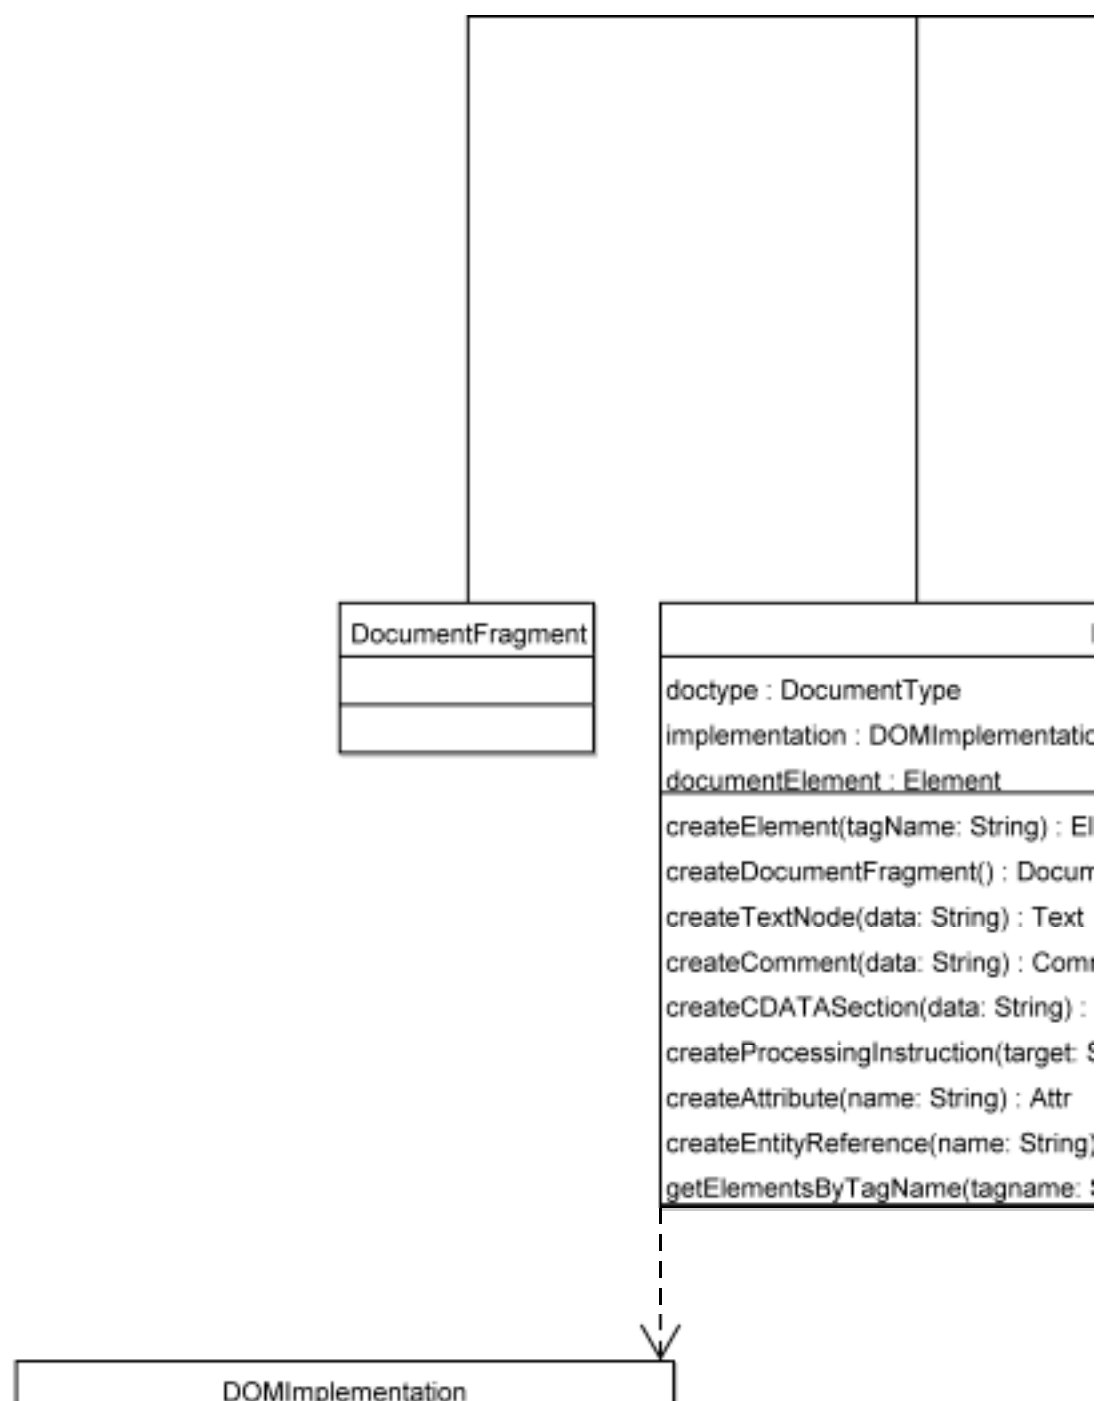 DocumentFragment
doctype : DocumentType
implementation : DOMImplementatio
documentElement : Element
createElement(tagName: String) : El
createDocumentFragment() : Docum
createTextNode(data: String) : Text
createComment(data: String) : Comm
createCDATASection(data: String) :
createProcessingInstruction(target: S
createAttribute(name: String) : Attr
createEntityReference(name: String)
getElementsByTagName(tagname: S
DOMImplementation